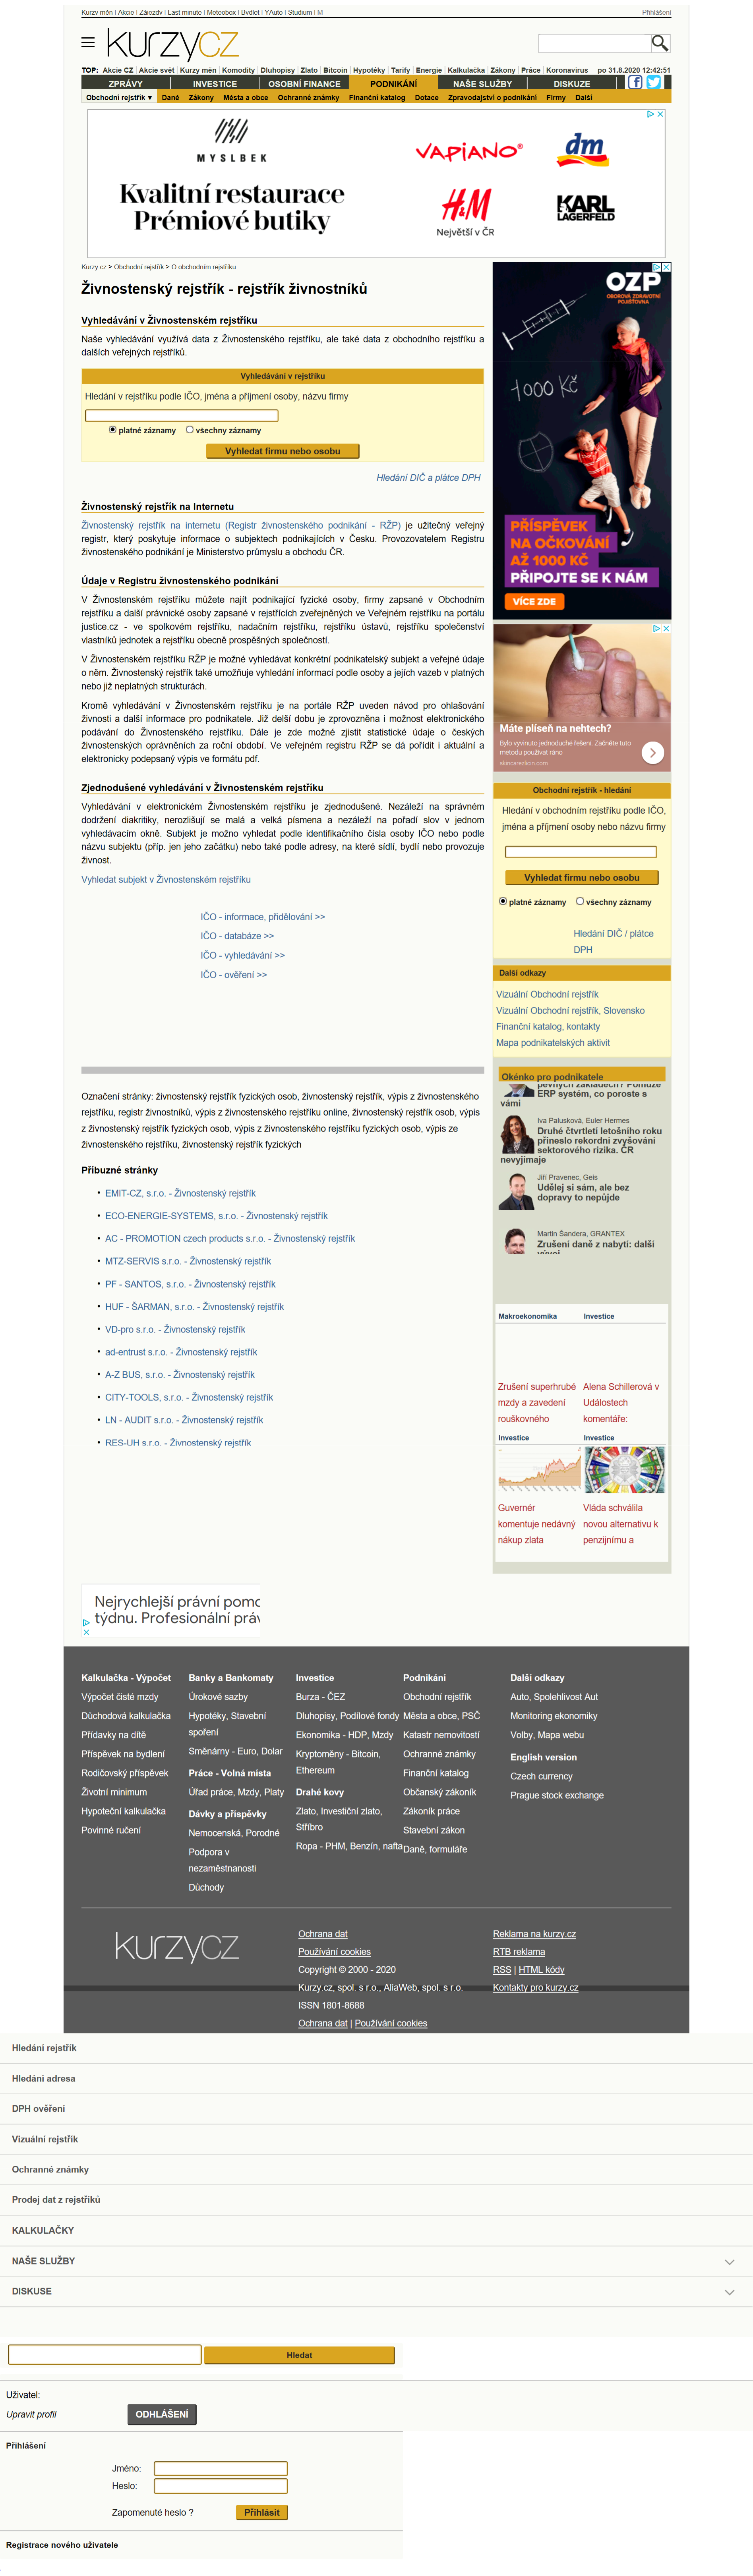 Kurzy měn | Akcie | Zájezdy | Last minute | Meteobox | Bydlet | YAuto | Studium | M
Přihlášení
kurzycz
TOP: Akcie CZ | Akcie svět | Kurzy měn | Komodity | Dluhopisy | Zlato | Bitcoin | Hypotéky | Tarify | Energie | Kalkulačka | Zákony | Práce | Koronavirus po 31.8.2020 12:42:51
ZPRÁVY INVESTICE OSOBNÍ FINANCE PODNIKÁNÍ NAŠE SLUŽBY DISKUZE
Obchodní rejstřík ▼ Daně Zákony Města a obce Ochranné známky Finanční katalog Dotace Zpravodajství o podnikání Firmy Další
MYSLBEK
Kvalitní restaurace
Prémiové butiky
VAPIANO
dm
H&M
Největší v ČR
KARL
LAGERFELD
Kurzy.cz > Obchodní rejstřík > O obchodním rejstříku
Živnostenský rejstřík - rejstřík živnostníků
Vyhledávání v Živnostenském rejstříku
Naše vyhledávání využívá data z Živnostenského rejstříku, ale také data z obchodního rejstříku a
dalších veřejných rejstříků.
Vyhledávání v rejstříku
Hledání v rejstříku podle IČO, jména a příjmení osoby, názvu firmy
platné záznamy všechny záznamy
Vyhledat firmu nebo osobu
Hledání DIČ a plátce DPH
Živnostenský rejstřík na Internetu
Živnostenský rejstřík na internetu (Registr živnostenského podnikání - RŽP) je užitečný veřejný
registr, který poskytuje informace o subjektech podnikajících v Česku. Provozovatelem Registru
živnostenského podnikání je Ministerstvo průmyslu a obchodu ČR.
Údaje v Registru živnostenského podnikání
V Živnostenském rejstříku můžete najít podnikající fyzické osoby, firmy zapsané v Obchodním
rejstříku a další právnické osoby zapsané v rejstřících zveřejněných ve Veřejném rejstříku na portálu
justice.cz - ve spolkovém rejstříku, nadačním rejstříku, rejstříku ústavů, rejstříku společenství
vlastníků jednotek a rejstříku obecně prospěšných společností.
V Živnostenském rejstříku RŽP je možné vyhledávat konkrétní podnikatelský subjekt a veřejné údaje
o něm. Živnostenský rejstřík také umožňuje vyhledání informací podle osoby a jejích vazeb v platných
nebo již neplatných strukturách.
Kromě vyhledávání v Živnostenském rejstříku je na portále RŽP uveden návod pro ohlašování
živnosti a další informace pro podnikatele. Již delší dobu je zprovozněna i možnost elektronického
podávání do Živnostenského rejstříku. Dále je zde možné zjistit statistické údaje o českých
živnostenských oprávněních za roční období. Ve veřejném registru RŽP se dá pořídit i aktuální a
elektronicky podepsaný výpis ve formátu pdf.
Zjednodušené vyhledávání v Živnostenském rejstříku
Vyhledávání v elektronickém Živnostenském rejstříku je zjednodušené. Nezáleží na správném
dodržení diakritiky, nerozlišují se malá a velká písmena a nezáleží na pořadí slov v jednom
vyhledávacím okně. Subjekt je možno vyhledat podle identifikačního čísla osoby IČO nebo podle
názvu subjektu (příp. jen jeho začátku) nebo také podle adresy, na které sídlí, bydlí nebo provozuje
živnost.
Vyhledat subjekt v Živnostenském rejstříku
IČO - informace, přidělování >>
IČO - databáze >>
IČO - vyhledávání >>
IČO - ověření >>
Označení stránky: živnostenský rejstřík fyzických osob, živnostenský rejstřík, výpis z živnostenského
rejstříku, registr živnostníků, výpis z živnostenského rejstříku online, živnostenský rejstřík osob, výpis
z živnostenský rejstřík fyzických osob, výpis z živnostenského rejstříku fyzických osob, výpis ze
živnostenského rejstříku, živnostenský rejstřík fyzických
Příbuzné stránky
• EMIT-CZ, s.r.o. - Živnostenský rejstřík
• ECO-ENERGIE-SYSTEMS, s.r.o. - Živnostenský rejstřík
• AC - PROMOTION czech products s.r.o. - Živnostenský rejstřík
• MTZ-SERVIS s.r.o. - Živnostenský rejstřík
• PF - SANTOS, s.r.o. - Živnostenský rejstřík
• HUF - ŠARMAN, s.r.o. - Živnostenský rejstřík
• VD-pro s.r.o. - Živnostenský rejstřík
• ad-entrust s.r.o. - Živnostenský rejstřík
• A-Z BUS, s.r.o. - Živnostenský rejstřík
• CITY-TOOLS, s.r.o. - Živnostenský rejstřík
• LN - AUDIT s.r.o. - Živnostenský rejstřík
• RES-UH s.r.o. - Živnostenský rejstřík
OZP
OBOROVÁ ZDRAVOTNÍ
POJIŠŤOVNA
1000 Kč
PŘÍSPĚVEK
NA OČKOVÁNÍ
AŽ 1000 KČ
PŘIPOJTE SE K NÁM
VÍCE ZDE
Máte plíseň na nehtech?
Bylo vyvinuto jednoduché řešení. Začněte tuto
metodu používat ráno
skincarezkin.com
Obchodní rejstřík - hledání
Hledání v obchodním rejstříku podle IČO,
jména a příjmení osoby nebo názvu firmy
Vyhledat firmu nebo osobu
platné záznamy všechny záznamy
Hledání DIČ / plátce
DPH
Další odkazy
Vizuální Obchodní rejstřík
Vizuální Obchodní rejstřík, Slovensko
Finanční katalog, kontakty
Mapa podnikatelských aktivit
Okénko pro podnikatele
pevných základech? Pomůže
ERP systém, co poroste s
vámi
Iva Palusková, Euler Hermes
Druhé čtvrtletí letošního roku
přineslo rekordní zvyšování
sektorového rizika. ČR
nevyjímaje
Jiří Pravenec, Geis
Udělej si sám, ale bez
dopravy to nepůjde
Martin Šandera, GRANTEX
Zrušení daně z nabytí: další
vývoj
Makroekonomika Investice
Zrušení superhrubé
mzdy a zavedení
rouškovného
Alena Schillerová v
Událostech
komentáře:
Investice Investice
Guvernér
komentuje nedávný
nákup zlata
Vláda schválila
novou alternativu k
penzijnímu a
Nejrychlejší právní pomo
týdnu. Profesionální práv
Kalkulačka - Výpočet
Výpočet čisté mzdy
Důchodová kalkulačka
Přídavky na dítě
Příspěvek na bydlení
Rodičovský příspěvek
Životní minimum
Hypoteční kalkulačka
Povinné ručení
Banky a Bankomaty
Úrokové sazby
Hypotéky, Stavební
spoření
Směnárny - Euro, Dolar
Práce - Volná místa
Úřad práce, Mzdy, Platy
Dávky a příspěvky
Nemocenská, Porodné
Podpora v
nezaměstnanosti
Důchody
Investice
Burza - ČEZ
Dluhopisy, Podílové fondy
Ekonomika - HDP, Mzdy
Kryptoměny - Bitcoin,
Ethereum
Drahé kovy
Zlato, Investiční zlato,
Stříbro
Ropa - PHM, Benzín, nafta
Podnikání
Obchodní rejstřík
Města a obce, PSČ
Katastr nemovitostí
Ochranné známky
Finanční katalog
Občanský zákoník
Zákoník práce
Stavební zákon
Daně, formuláře
Další odkazy
Auto, Spolehlivost Aut
Monitoring ekonomiky
Volby, Mapa webu
English version
Czech currency
Prague stock exchange
kurzycz
Ochrana dat
Používání cookies
Copyright © 2000 - 2020
Kurzy.cz, spol. s r.o., AliaWeb, spol. s r.o.
ISSN 1801-8688
Ochrana dat | Používání cookies
Reklama na kurzy.cz
RTB reklama
RSS | HTML kódy
Kontakty pro kurzy.cz
Hledání rejstřík
Hledání adresa
DPH ověření
Vizuální rejstřík
Ochranné známky
Prodej dat z rejstříků
KALKULAČKY
NAŠE SLUŽBY
DISKUSE
Hledat
Uživatel:
Upravit profil
ODHLÁŠENÍ
Přihlášení
Jméno:
Heslo:
Zapomenuté heslo ?
Přihlásit
Registrace nového uživatele